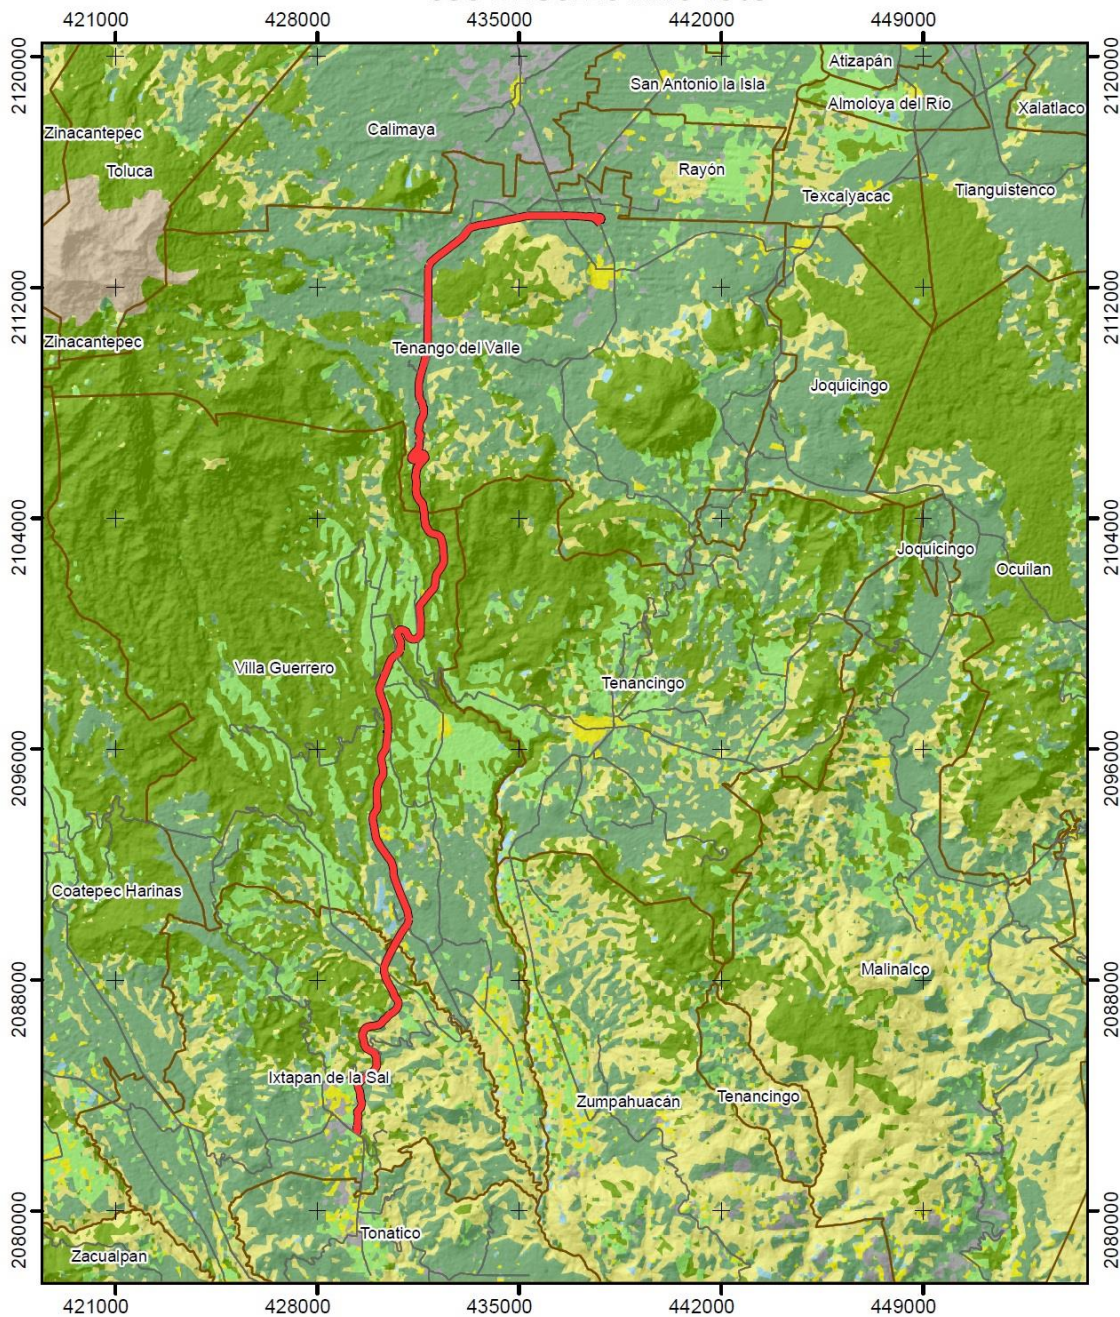 421000 428000 435000 442000 449000
2120000
2120000
Atizapán
San Antonio la Isla
Almoloya del Río
Xalatlaco
Zinacantepec
Calimaya
Toluca
Rayón
Tianguistenco
Texcalyacac
2112000
2112000
Zinacantepec
Tenango del Valle
Joquicingo
2104000
2104000
Joquicingo
Ocuilan
Villa Guerrero
Tenancingo
2096000
2096000
Coatepec Harinas
Malinalco
2088000
2088000
Ixtapan de la Sal
Tenancingo
Zumpahuacán
2080000
2080000
Tonatico
Zacualpan
421000 428000 435000 442000 449000